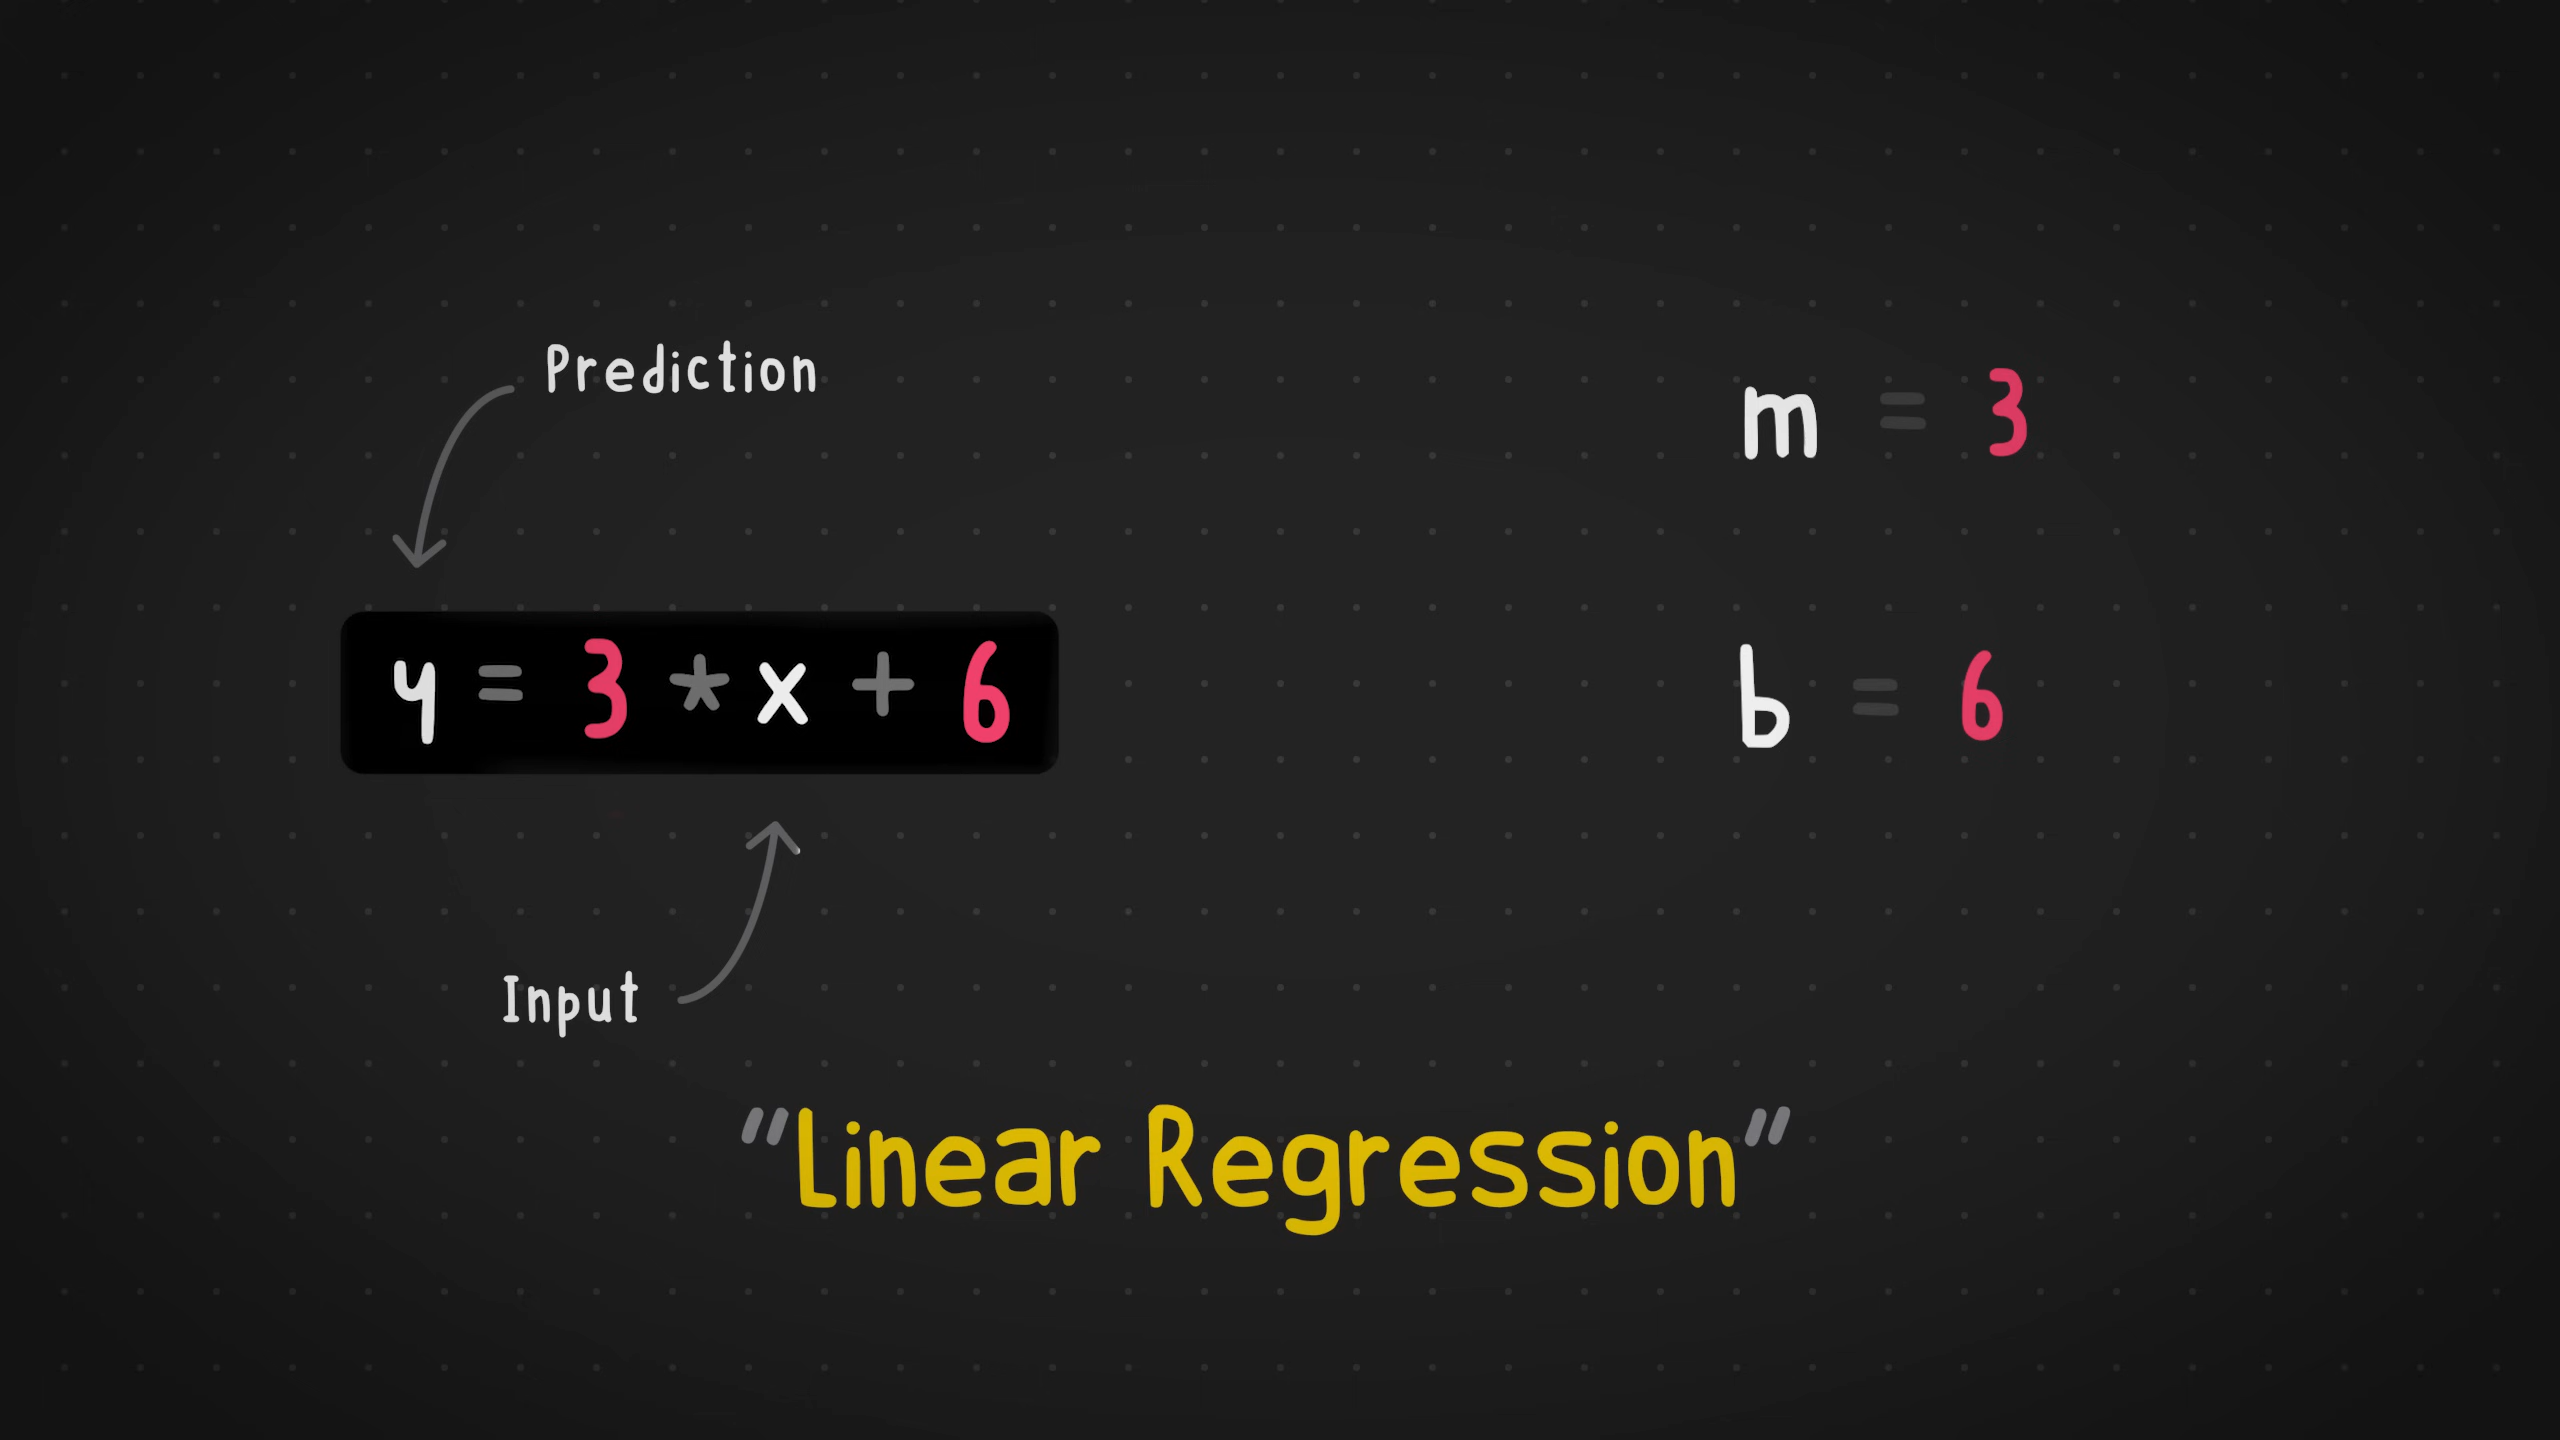 Prediction
m = 3
y = 3 * x + 6
b = 6
Input
"Linear Regression"